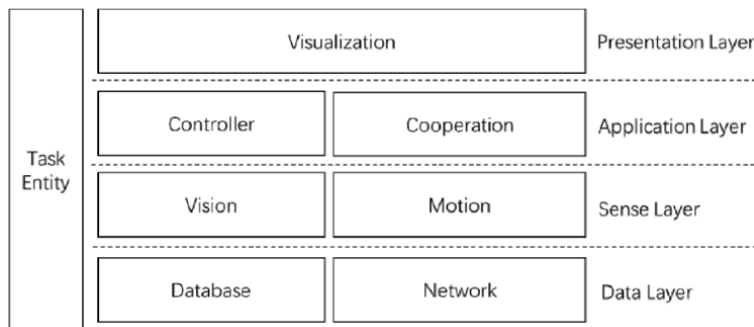 Visualization
Presentation Layer
Controller
Cooperation
Application Layer
Task
Entity
Vision
Motion
Sense Layer
Database
Network
Data Layer